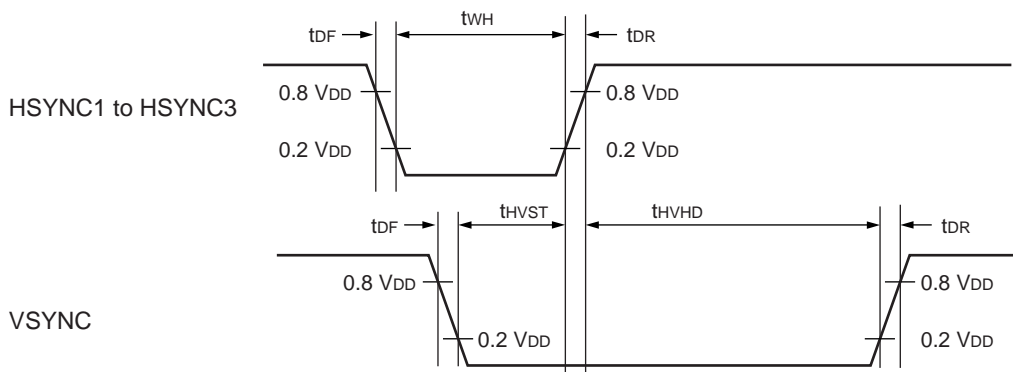 tWH
tDF
tDR
0.8 VDD
0.8 VDD
HSYNC1 to HSYNC3
0.2 VDD
0.2 VDD
tHVST
tHVHD
tDF
tDR
0.8 VDD
0.8 VDD
VSYNC
0.2 VDD
0.2 VDD